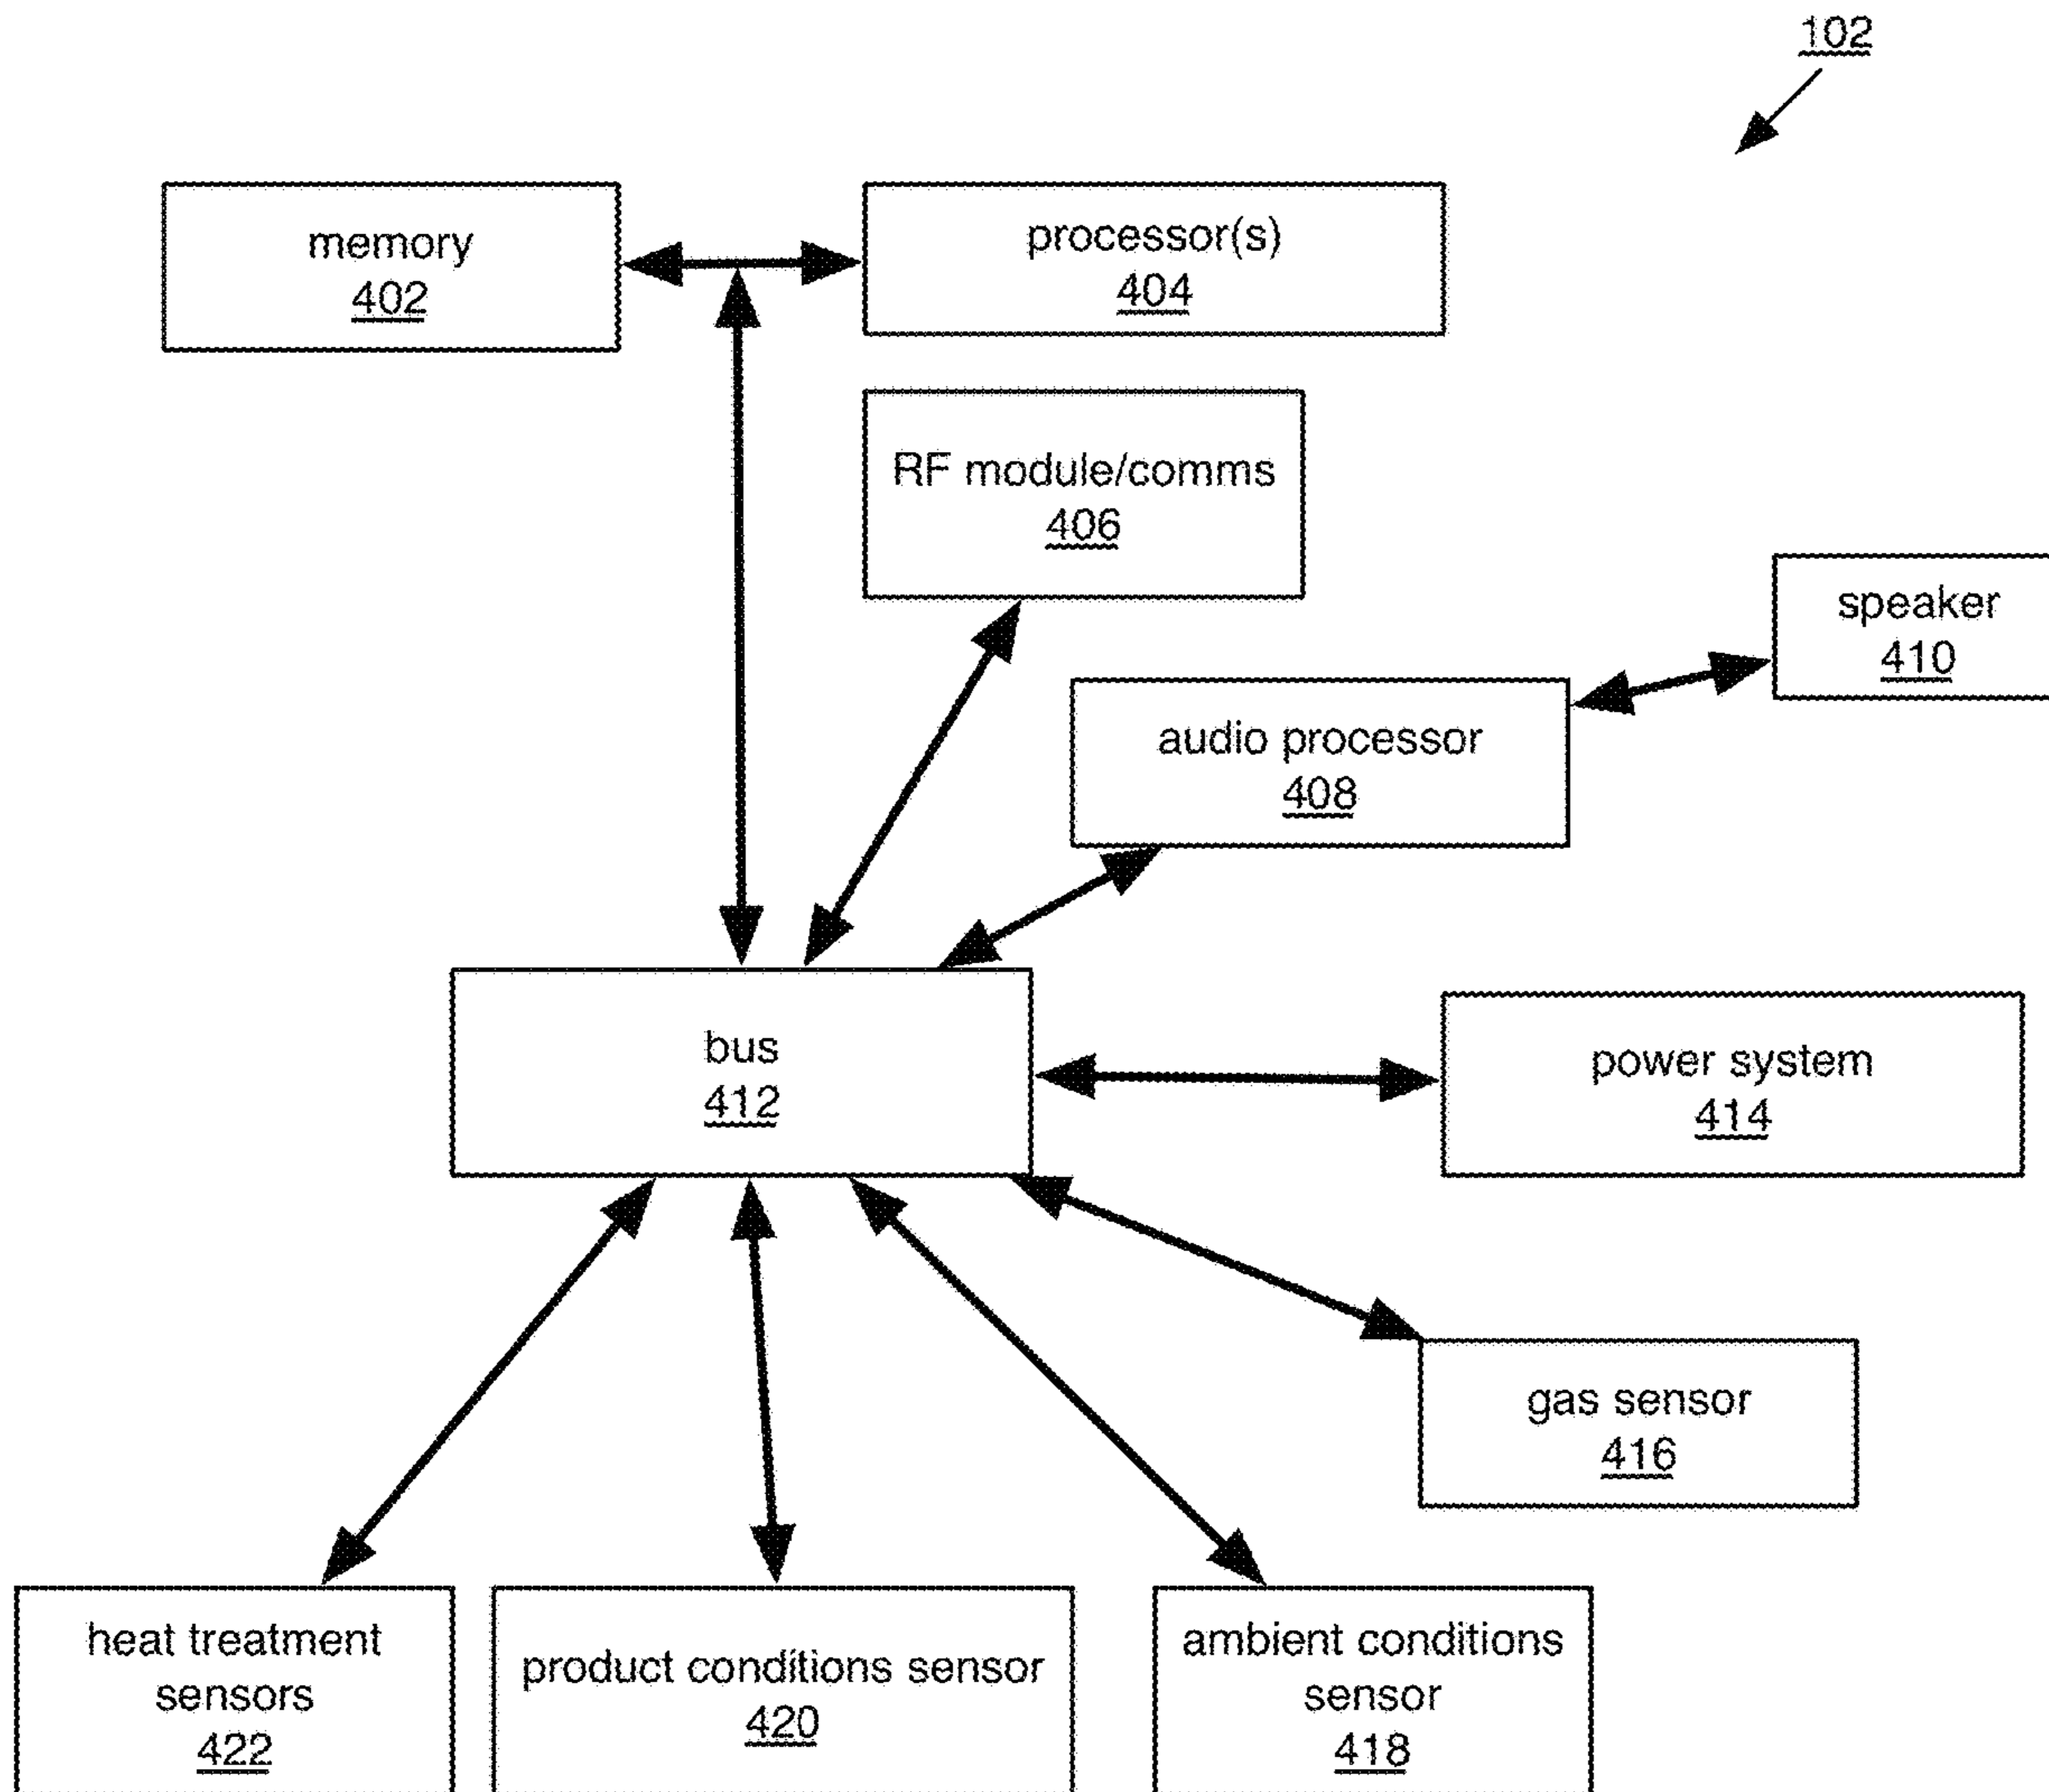 102
memory
402
processor(s)
404
RF module/comms
406
speaker
410
audio processor
408
bus
412
power system
414
gas sensor
416
heat treatment
sensors
422
product conditions sensor
420
ambient conditions
sensor
418